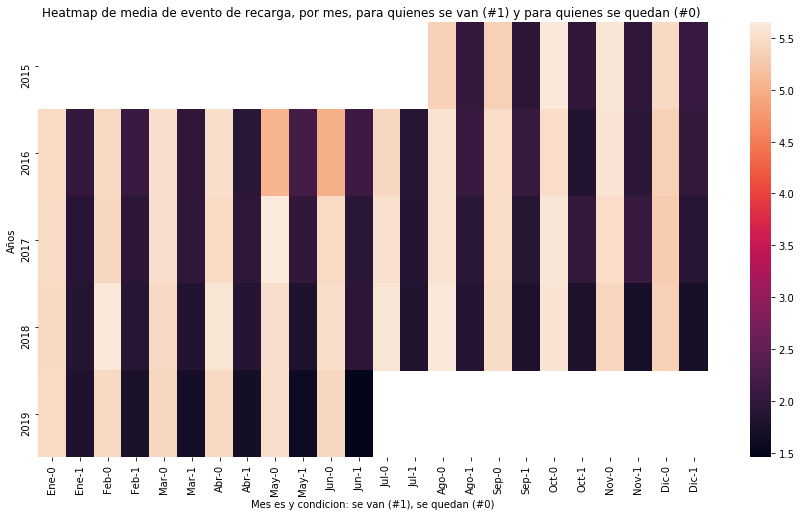 Heatmap de media de evento de recarga, por mes, para quienes se van (#1) y para quienes se quedan (#0)
Años
2015
2016
2017
2018
2019
Ene-0
Ene-1
Feb-0
Feb-1
Mar-0
Mar-1
Abr-0
Abr-1
May-0
May-1
Jun-0
Jun-1
Jul-0
Jul-1
Ago-0
Ago-1
Sep-0
Sep-1
Oct-0
Oct-1
Nov-0
Nov-1
Dic-0
Dic-1
Mes es y condicion: se van (#1), se quedan (#0)
5.5
5.0
4.5
4.0
3.5
3.0
2.5
2.0
1.5